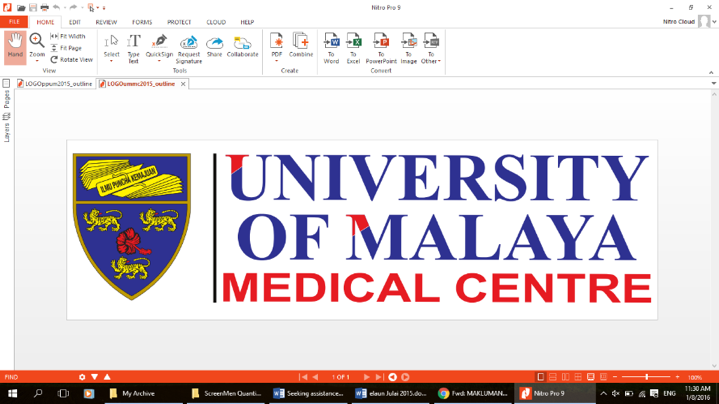 Nitro Pro 9
FILE HOME EDIT REVIEW FORMS PROTECT CLOUD HELP
Nitro Cloud
Hand Zoom Fit Width
Fit Page
Rotate View
Select Type Text QuickSign Request Signature Share Collaborate
PDF Combine
To Word To Excel To PowerPoint To Image To Other
View Tools Create Convert
LOGOppum2015_outline LOGOummc2015_outline
Pages
Layers
ILMU PUNCHA KEMAJUAN
UNIVERSITY
OF MALAYA
MEDICAL CENTRE
FIND 1 OF 1 100%
My Archive ScreenMen Quanti... Seeking assistance... elaun Julai 2015.do... Fwd: MAKLUMAN... Nitro Pro 9 ENG
11:30 AM
1/8/2016